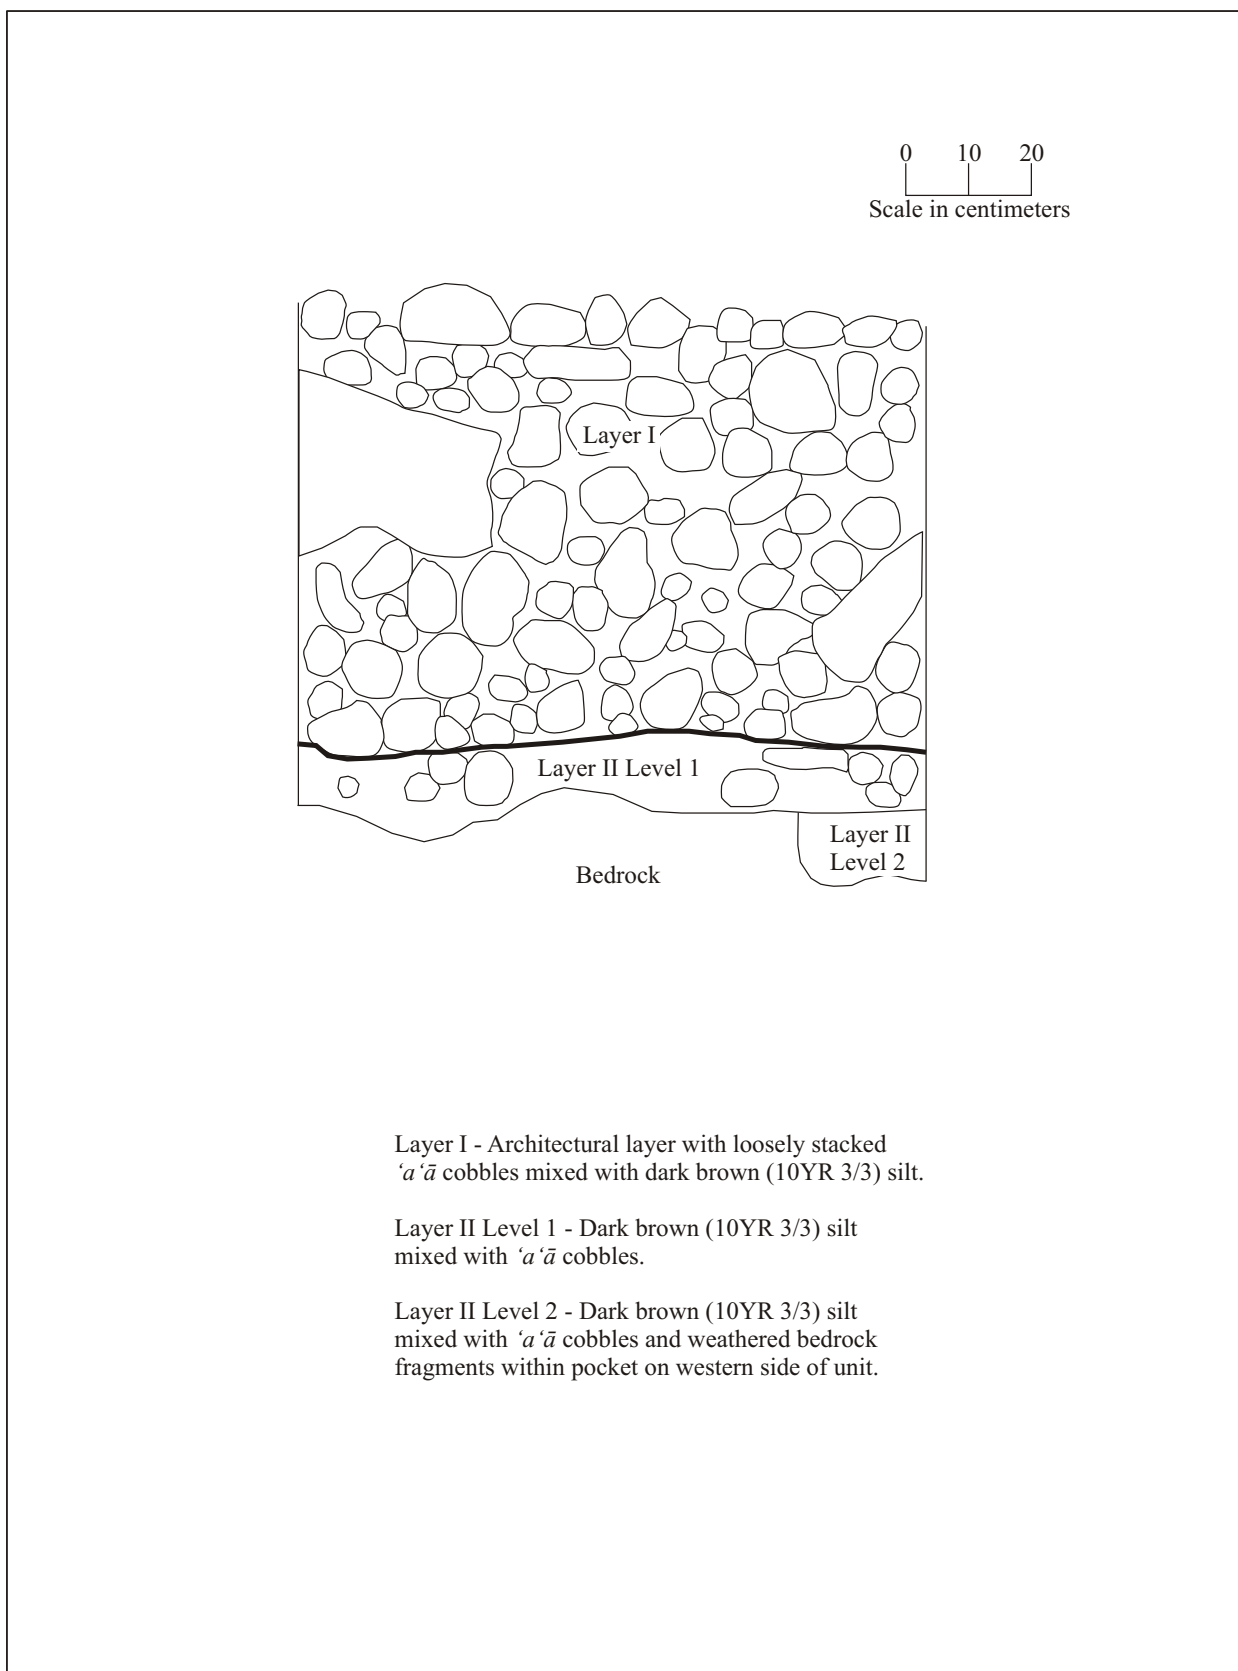 0 10 20
Scale in centimeters
Layer I
Layer II Level 1
Layer II
Level 2
Bedrock
Layer I - Architectural layer with loosely stacked
ʻaʻā cobbles mixed with dark brown (10YR 3/3) silt.
Layer II Level 1 - Dark brown (10YR 3/3) silt
mixed with ʻaʻā cobbles.
Layer II Level 2 - Dark brown (10YR 3/3) silt
mixed with ʻaʻā cobbles and weathered bedrock
fragments within pocket on western side of unit.